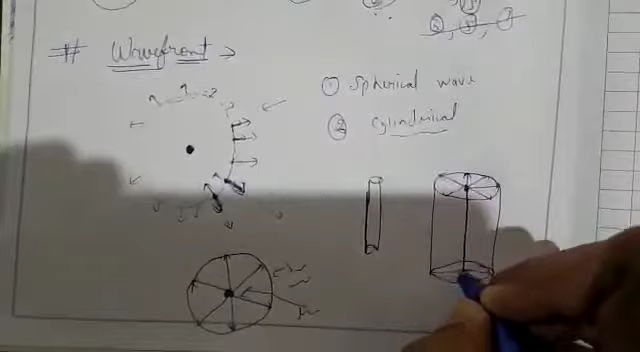 # Wavefront →
① Spherical wave
② cylindrical